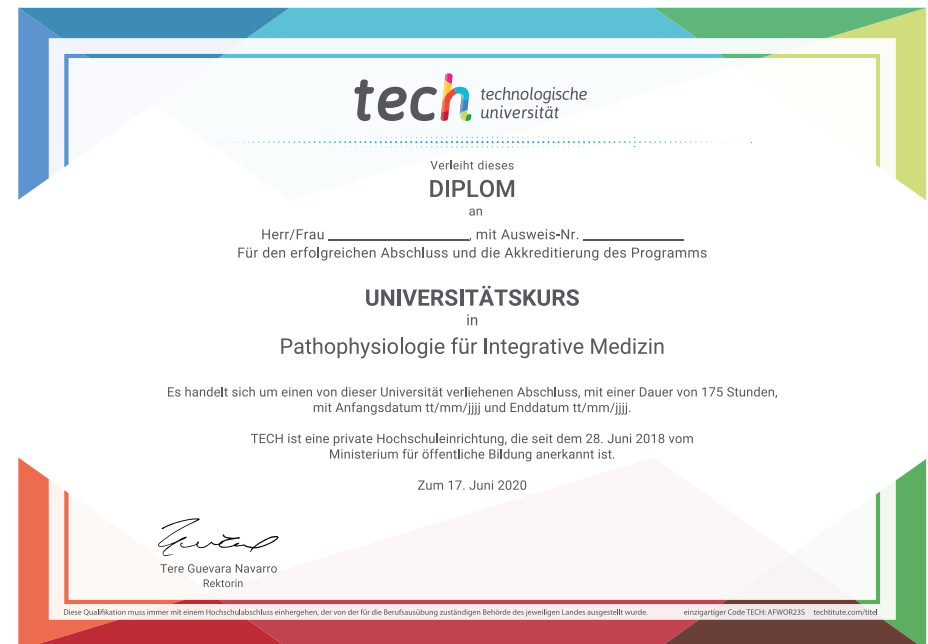 tech technologische
universität
Verleiht dieses
DIPLOM
an
Herr/Frau ____________________, mit Ausweis-Nr. ______________
Für den erfolgreichen Abschluss und die Akkreditierung des Programms
UNIVERSITÄTSKURS
in
Pathophysiologie für Integrative Medizin
Es handelt sich um einen von dieser Universität verliehenen Abschluss, mit einer Dauer von 175 Stunden,
mit Anfangsdatum tt/mm/jjjj und Enddatum tt/mm/jjjj.
TECH ist eine private Hochschuleinrichtung, die seit dem 28. Juni 2018 vom
Ministerium für öffentliche Bildung anerkannt ist.
Zum 17. Juni 2020
Tere Guevara Navarro
Rektorin
Diese Qualifikation muss immer mit einem Hochschulabschluss einhergehen, der von der für die Berufsausübung zuständigen Behörde des jeweiligen Landes ausgestellt wurde. einzigartiger Code TECH: AFWOR23S techtitute.com/titel